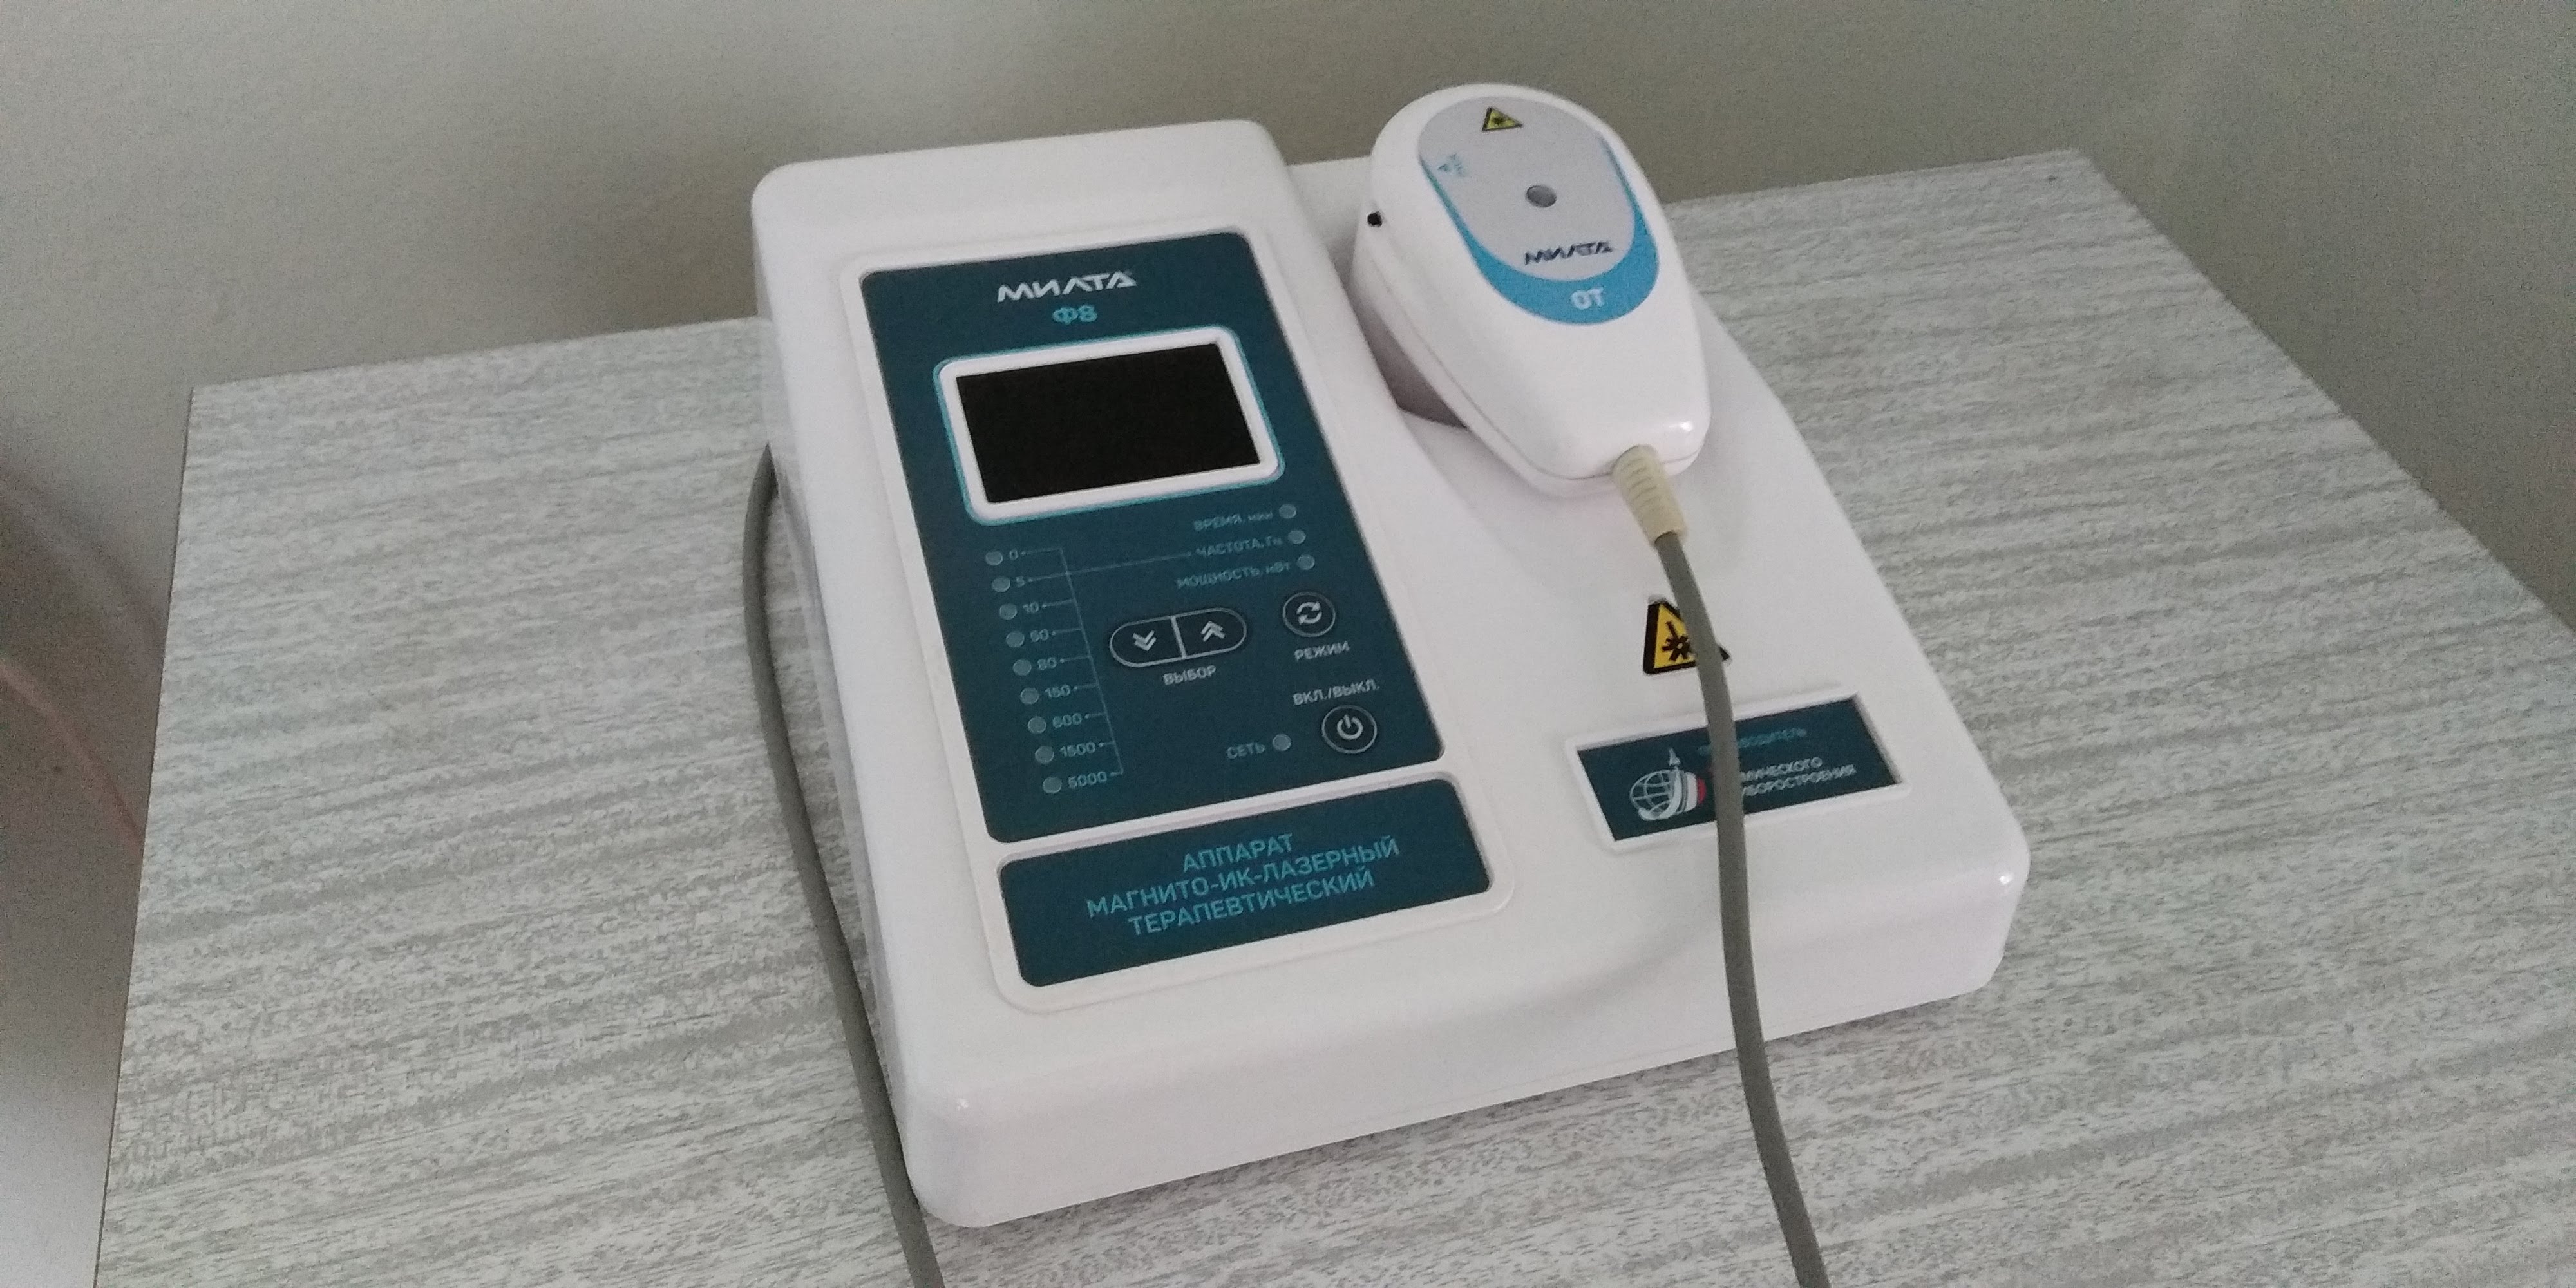 МИЛТА
Ф8
ВРЕМЯ, мин
ЧАСТОТА, Гц
МОЩНОСТЬ, мВт
0
5
10
50
80
150
600
1500
5000
ВЫБОР
РЕЖИМ
ВКЛ./ВЫКЛ.
СЕТЬ
АППАРАТ
МАГНИТО-ИК-ЛАЗЕРНЫЙ
ТЕРАПЕВТИЧЕСКИЙ
МИЛТА
ОТ